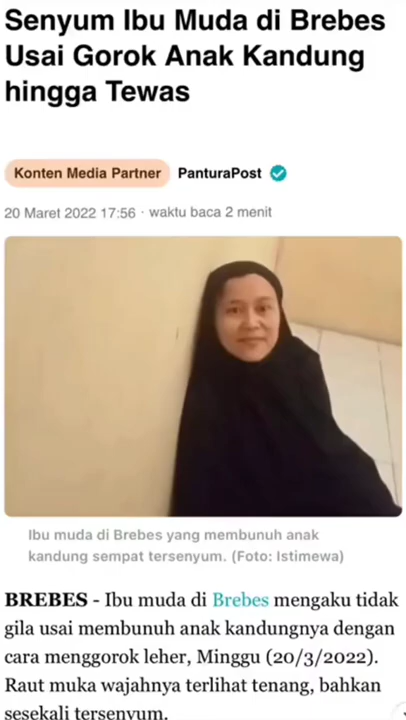 Senyum Ibu Muda di Brebes
Usai Gorok Anak Kandung
hingga Tewas
Konten Media Partner PanturaPost
20 Maret 2022 17:56 · waktu baca 2 menit
Ibu muda di Brebes yang membunuh anak
kandung sempat tersenyum. (Foto: Istimewa)
BREBES - Ibu muda di Brebes mengaku tidak
gila usai membunuh anak kandungnya dengan
cara menggorok leher, Minggu (20/3/2022).
Raut muka wajahnya terlihat tenang, bahkan
sesekali tersenyum.